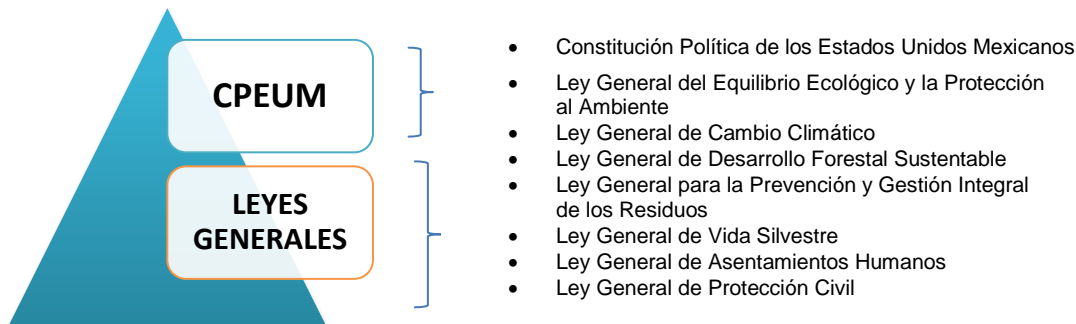 CPEUM
LEYES
GENERALES
• Constitución Política de los Estados Unidos Mexicanos
• Ley General del Equilibrio Ecológico y la Protección
al Ambiente
• Ley General de Cambio Climático
• Ley General de Desarrollo Forestal Sustentable
• Ley General para la Prevención y Gestión Integral
de los Residuos
• Ley General de Vida Silvestre
• Ley General de Asentamientos Humanos
• Ley General de Protección Civil